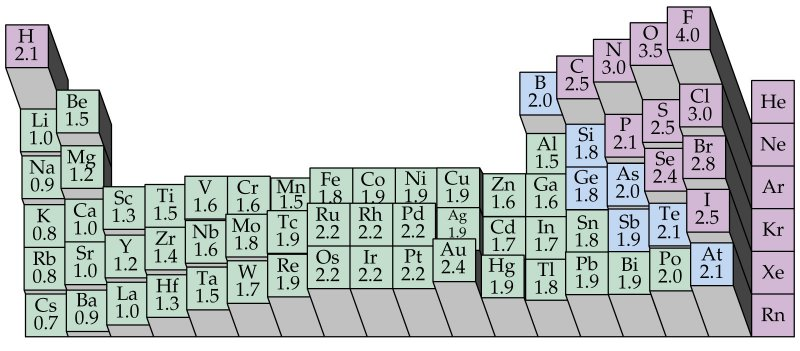 H
2.1
Be
1.5
Li
1.0
B
2.0
C
2.5
N
3.0
O
3.5
F
4.0
He
Na
0.9
Mg
1.2
Al
1.5
Si
1.8
P
2.1
S
2.5
Cl
3.0
Ne
K
0.8
Ca
1.0
Sc
1.3
Ti
1.5
V
1.6
Cr
1.6
Mn
1.5
Fe
1.8
Co
1.9
Ni
1.9
Cu
1.9
Zn
1.6
Ga
1.6
Ge
1.8
As
2.0
Se
2.4
Br
2.8
Ar
Rb
0.8
Sr
1.0
Y
1.2
Zr
1.4
Nb
1.6
Mo
1.8
Tc
1.9
Ru
2.2
Rh
2.2
Pd
2.2
Ag
1.9
Cd
1.7
In
1.7
Sn
1.8
Sb
1.9
Te
2.1
I
2.5
Kr
Cs
0.7
Ba
0.9
La
1.0
Hf
1.3
Ta
1.5
W
1.7
Re
1.9
Os
2.2
Ir
2.2
Pt
2.2
Au
2.4
Hg
1.9
Tl
1.8
Pb
1.9
Bi
1.9
Po
2.0
At
2.1
Xe
Rn